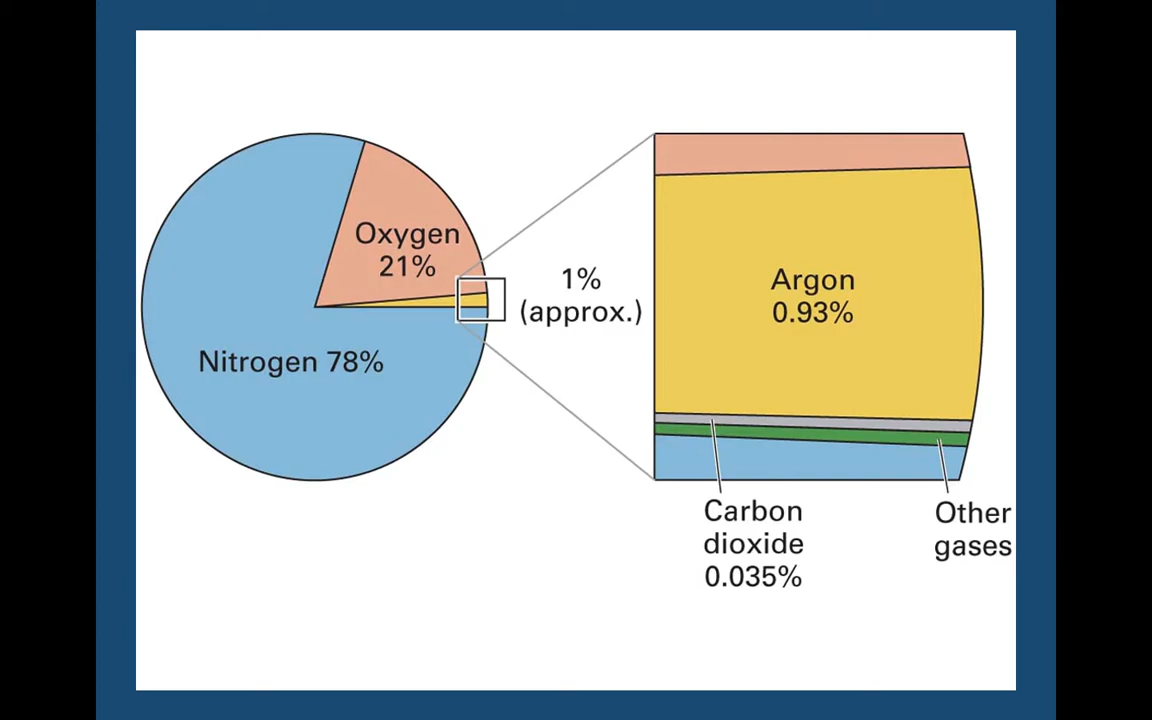 Oxygen
21%
Nitrogen 78%
1%
(approx.)
Argon
0.93%
Carbon
dioxide
0.035%
Other
gases